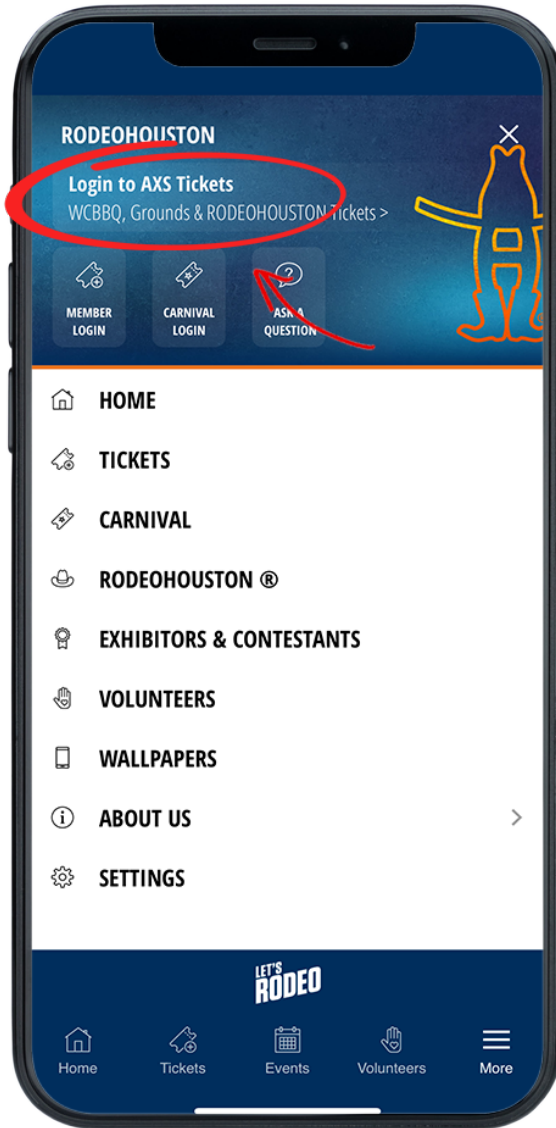 RODEOHOUSTON
Login to AXS Tickets
WCBBQ, Grounds & RODEOHOUSTON Tickets >
MEMBER
LOGIN
CARNIVAL
LOGIN
ASK A
QUESTION
HOME
TICKETS
CARNIVAL
RODEOHOUSTON ®
EXHIBITORS & CONTESTANTS
VOLUNTEERS
WALLPAPERS
ABOUT US
SETTINGS
LET'S
RODEO
Home
Tickets
Events
Volunteers
More